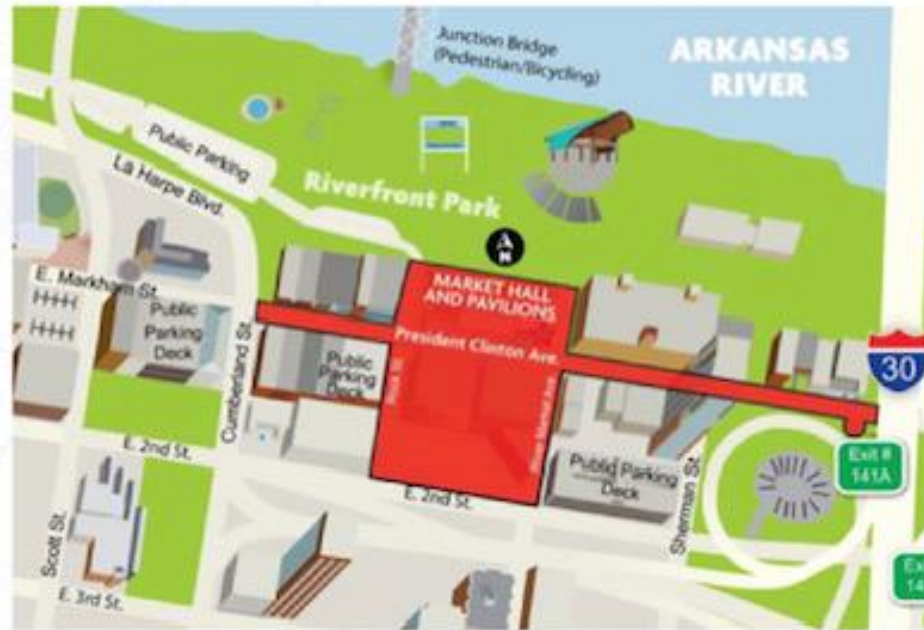 Junction Bridge
(Pedestrian/Bicycling)
ARKANSAS
RIVER
Public Parking
La Harpe Blvd.
Riverfront Park
N
E. Markham St.
MARKET HALL
AND PAVILIONS
Public
Parking
Deck
Cumberland St.
President Clinton Ave.
Public
Parking
Deck
Rock St.
30
Exit #
141A
E. 2nd St.
Public Parking
Deck
E. 2nd St.
Sherman St.
Scott St.
E. 3rd St.